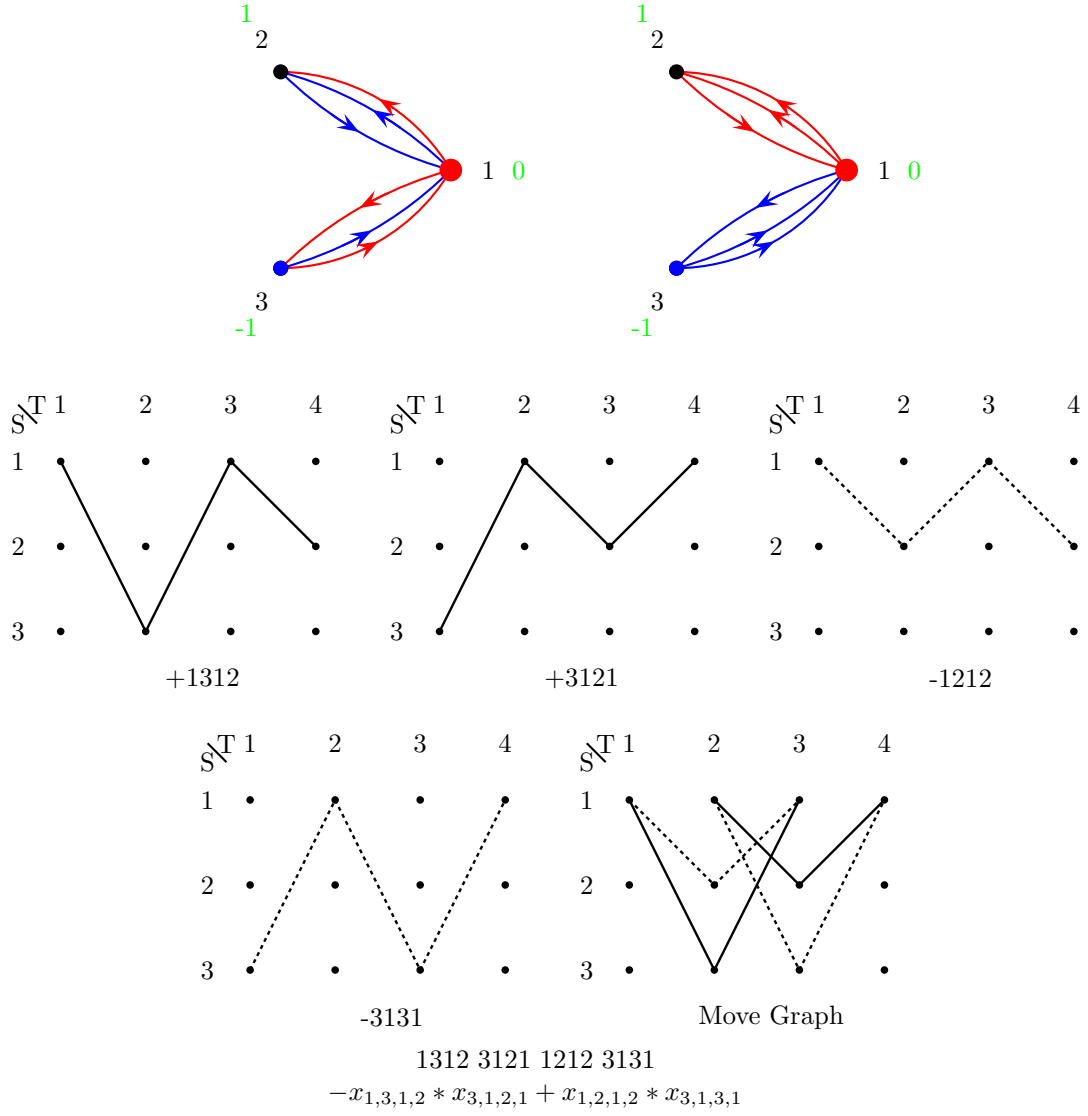 1 1
2 2
1 0 1 0
3 3
-1 -1
S\T 1 2 3 4 S\T 1 2 3 4 S\T 1 2 3 4
1 1 1
2 2 2
3 3 3
+1312 +3121 -1212
S\T 1 2 3 4 S\T 1 2 3 4
1 1
2 2
3 3
-3131 Move Graph
1312 3121 1212 3131
$-x_{1,3,1,2} * x_{3,1,2,1} + x_{1,2,1,2} * x_{3,1,3,1}$